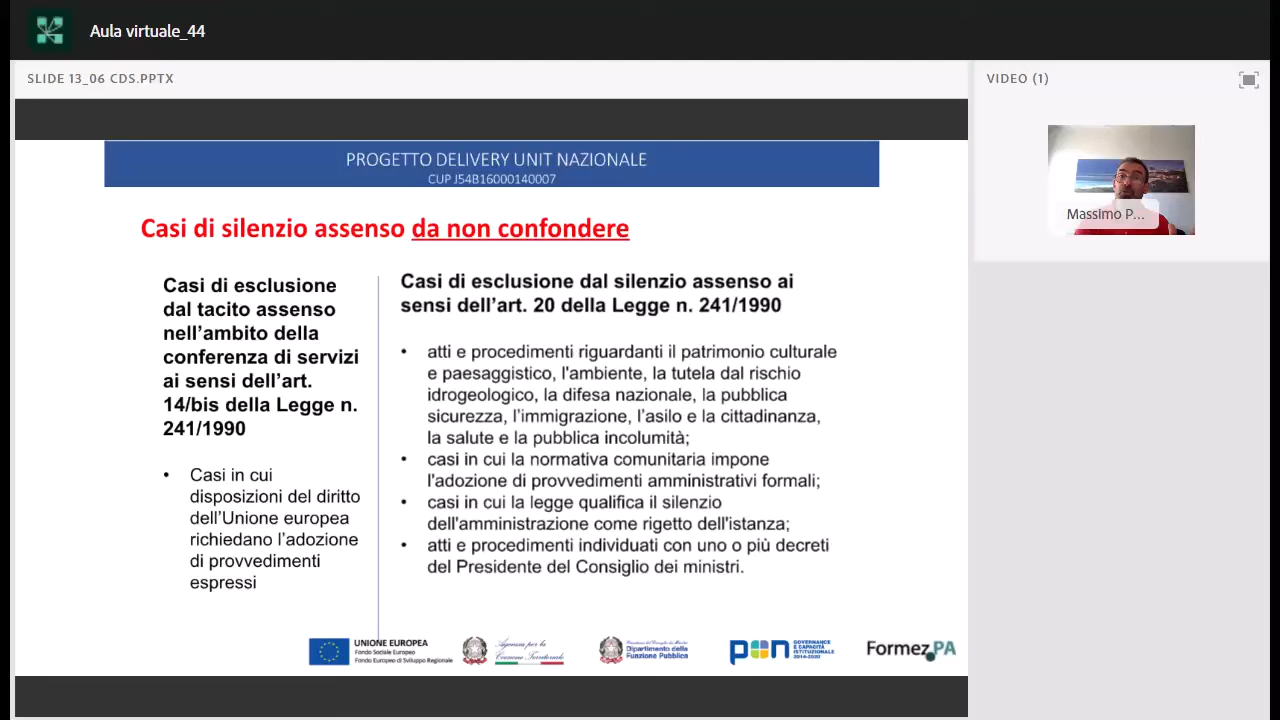 Aula virtuale_44
SLIDE 13_06 CDS.PPTX
VIDEO (1)
Massimo P...
PROGETTO DELIVERY UNIT NAZIONALE
CUP J54B16000140007
Casi di silenzio assenso da non confondere
Casi di esclusione
dal tacito assenso
nell'ambito della
conferenza di servizi
ai sensi dell'art.
14/bis della Legge n.
241/1990
• Casi in cui
disposizioni del diritto
dell'Unione europea
richiedano l'adozione
di provvedimenti
espressi
Casi di esclusione dal silenzio assenso ai
sensi dell'art. 20 della Legge n. 241/1990
• atti e procedimenti riguardanti il patrimonio culturale
e paesaggistico, l'ambiente, la tutela dal rischio
idrogeologico, la difesa nazionale, la pubblica
sicurezza, l'immigrazione, l'asilo e la cittadinanza,
la salute e la pubblica incolumità;
• casi in cui la normativa comunitaria impone
l'adozione di provvedimenti amministrativi formali;
• casi in cui la legge qualifica il silenzio
dell'amministrazione come rigetto dell'istanza;
• atti e procedimenti individuati con uno o più decreti
del Presidente del Consiglio dei ministri.
UNIONE EUROPEA
Fondo Sociale Europeo
Fondo Europeo di Sviluppo Regionale
Agenzia per la
Coesione Territoriale
Dipartimento della
Funzione Pubblica
pon
GOVERNANCE
E CAPACITÀ
ISTITUZIONALE
2014-2020
FormezPA